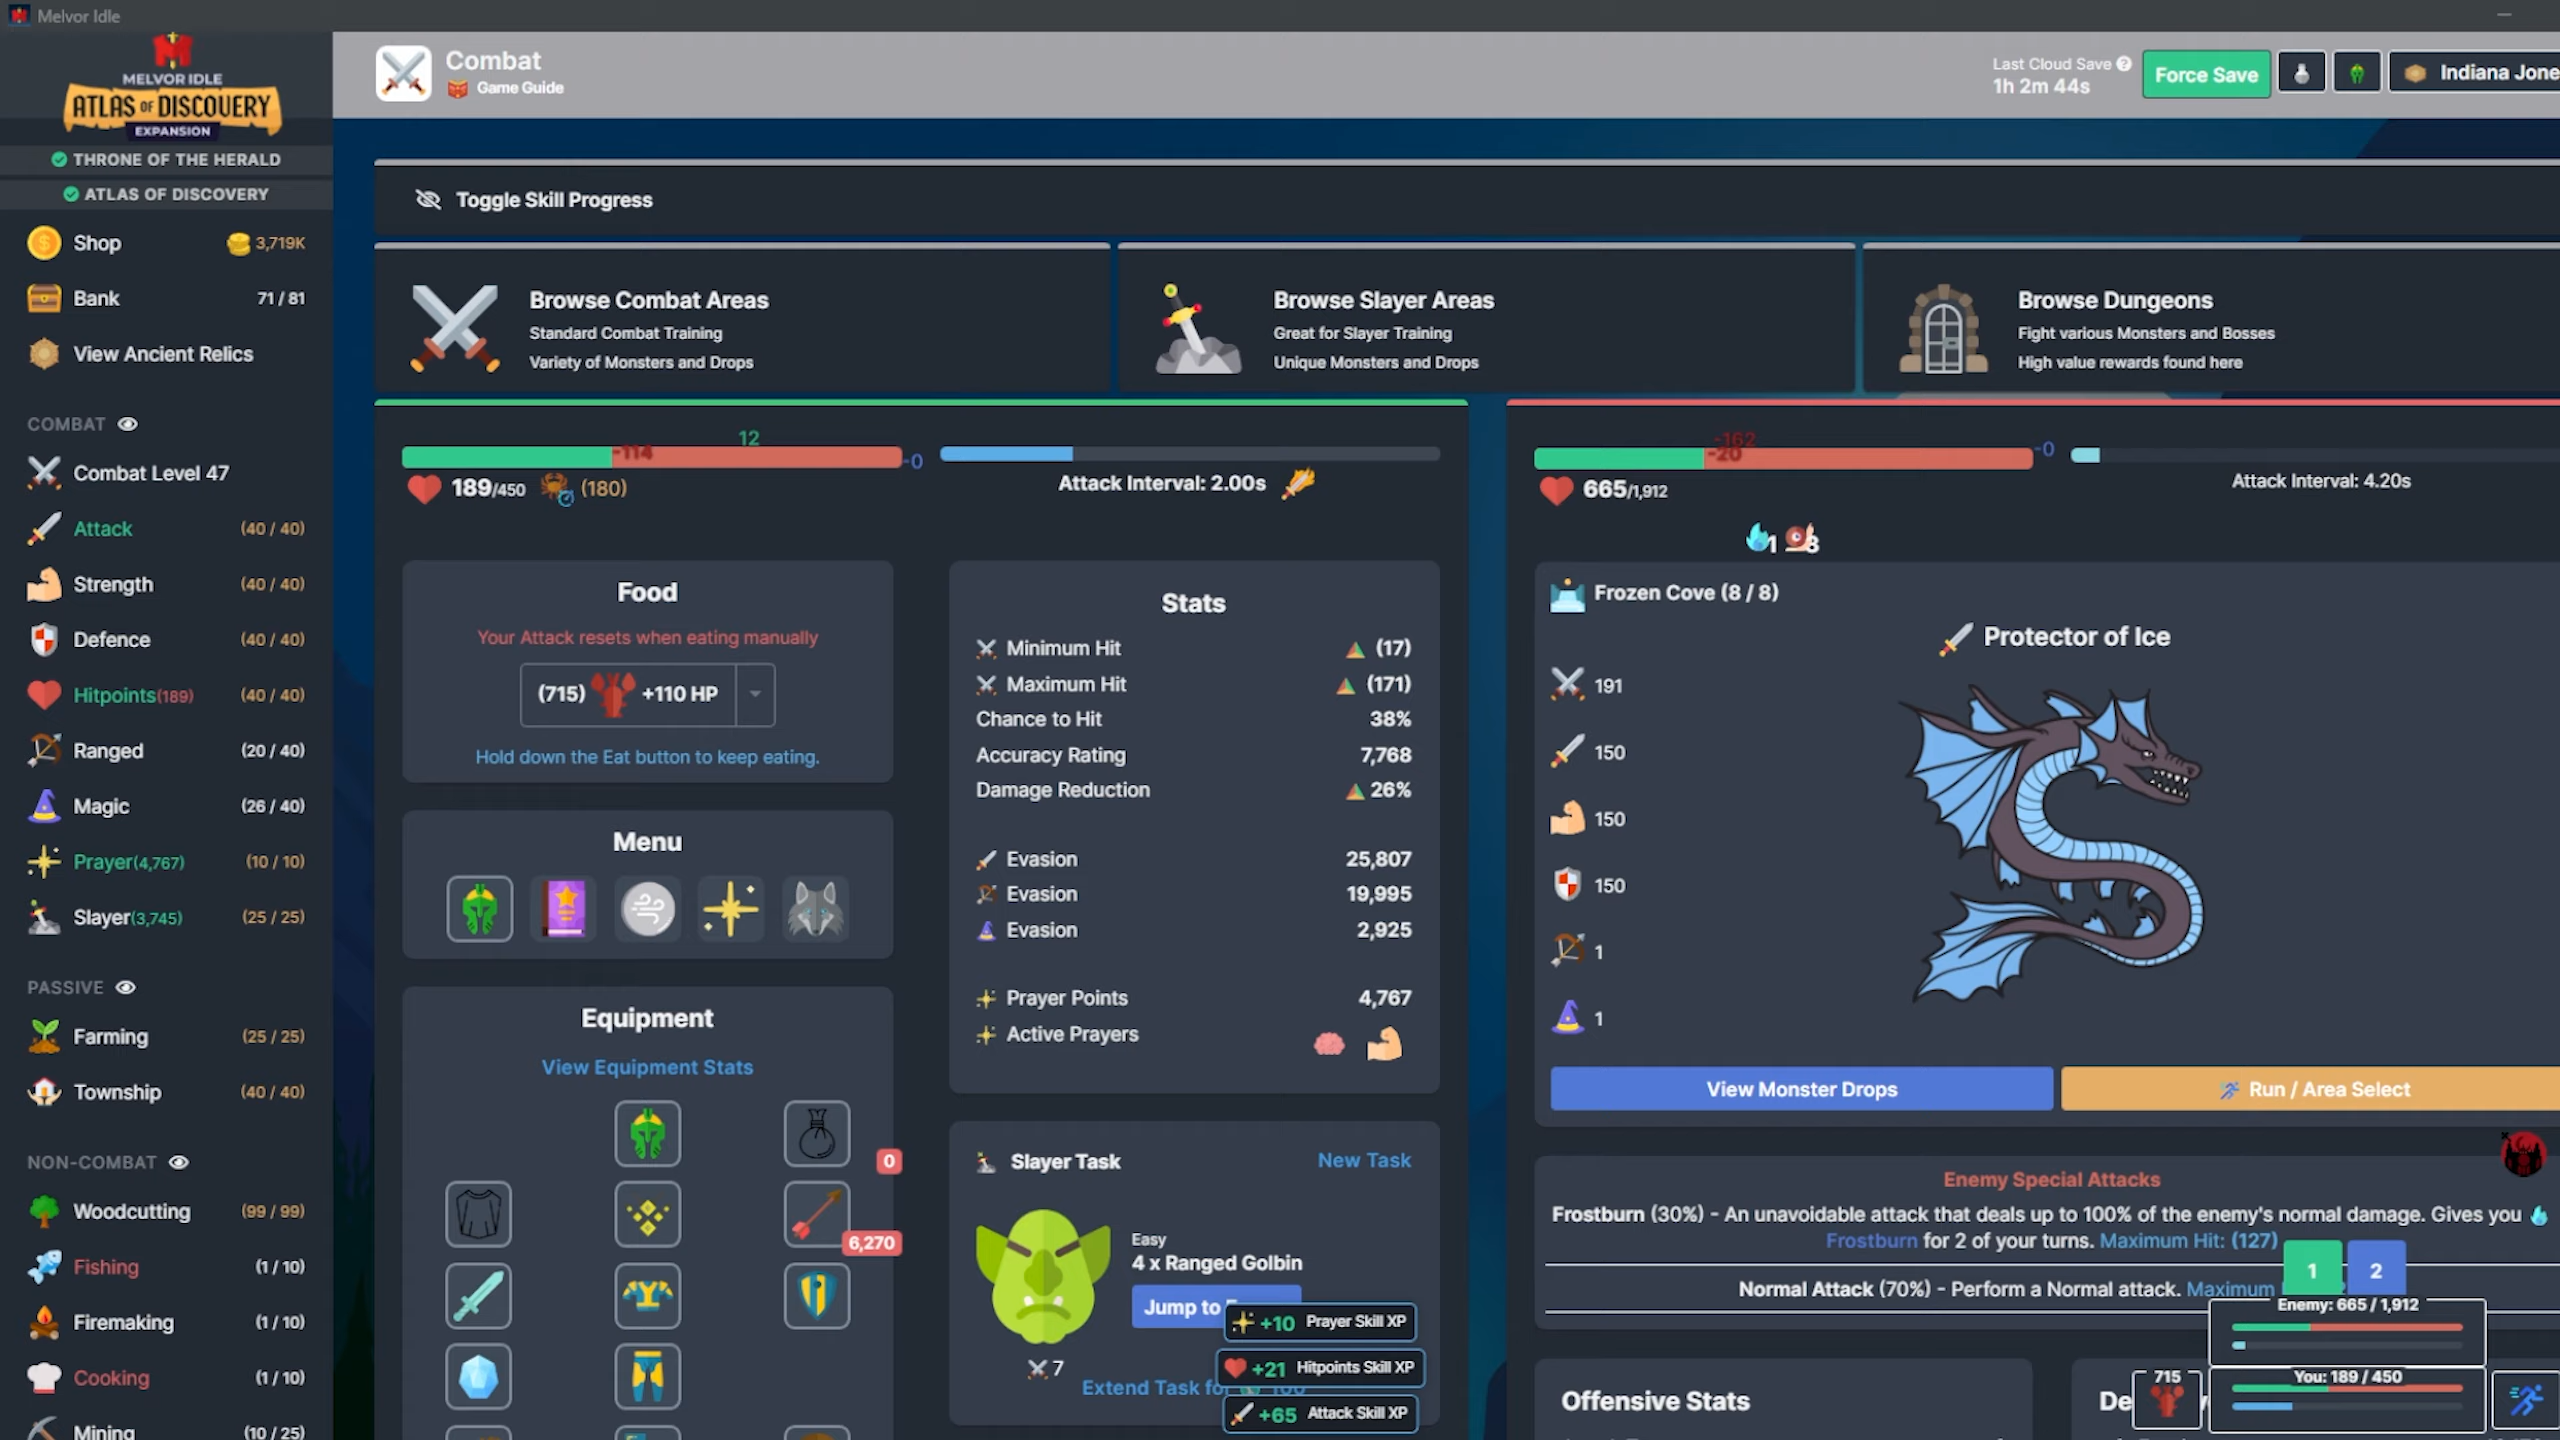 Melvor Idle
MELVOR IDLE
ATLAS OF DISCOVERY
EXPANSION
THRONE OF THE HERALD
ATLAS OF DISCOVERY
Shop 3,719K
Bank 71 / 81
View Ancient Relics
COMBAT
Combat Level 47
Attack (40 / 40)
Strength (40 / 40)
Defence (40 / 40)
Hitpoints(189) (40 / 40)
Ranged (20 / 40)
Magic (26 / 40)
Prayer(4,767) (10 / 10)
Slayer(3,745) (25 / 25)
PASSIVE
Farming (25 / 25)
Township (40 / 40)
NON-COMBAT
Woodcutting (99 / 99)
Fishing (1 / 10)
Firemaking (1 / 10)
Cooking (1 / 10)
Mining (10 / 25)
Combat
Game Guide
Last Cloud Save
1h 2m 44s
Force Save
Indiana Jone
Toggle Skill Progress
Browse Combat Areas
Standard Combat Training
Variety of Monsters and Drops
Browse Slayer Areas
Great for Slayer Training
Unique Monsters and Drops
Browse Dungeons
Fight various Monsters and Bosses
High value rewards found here
12
-114
-0
189/450 (180)
Attack Interval: 2.00s
Food
Your Attack resets when eating manually
(715) +110 HP
Hold down the Eat button to keep eating.
Menu
Equipment
View Equipment Stats
0
6,270
Stats
Minimum Hit (17)
Maximum Hit (171)
Chance to Hit 38%
Accuracy Rating 7,768
Damage Reduction 26%
Evasion 25,807
Evasion 19,995
Evasion 2,925
Prayer Points 4,767
Active Prayers
Slayer Task New Task
Easy
4 x Ranged Golbin
Jump to
7
Extend Task for
+10 Prayer Skill XP
+21 Hitpoints Skill XP
+65 Attack Skill XP
-162
-20
-0
665/1,912
Attack Interval: 4.20s
1 3
Frozen Cove (8 / 8)
Protector of Ice
191
150
150
150
1
1
View Monster Drops
Run / Area Select
Enemy Special Attacks
Frostburn (30%) - An unavoidable attack that deals up to 100% of the enemy's normal damage. Gives you
Frostburn for 2 of your turns. Maximum Hit: (127)
Normal Attack (70%) - Perform a Normal attack. Maximum
1 2
Enemy: 665 / 1,912
715
You: 189 / 450
Offensive Stats
De